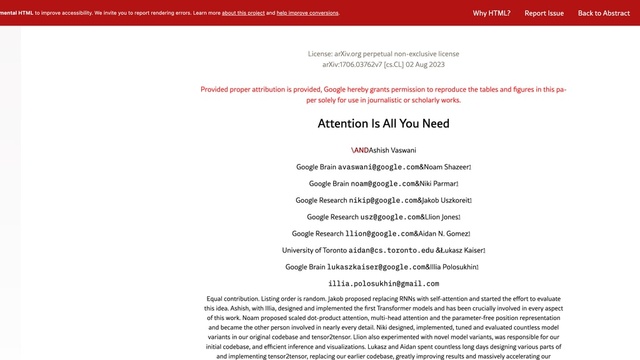 mental HTML to improve accessibility. We invite you to report rendering errors. Learn more about this project and help improve conversions.
Why HTML? Report Issue Back to Abstract
License: arXiv.org perpetual non-exclusive license
arXiv:1706.03762v7 [cs.CL] 02 Aug 2023
Provided proper attribution is provided, Google hereby grants permission to reproduce the tables and figures in this pa-
per solely for use in journalistic or scholarly works.
Attention Is All You Need
\ANDAshish Vaswani
Google Brain avaswani@google.com&Noam Shazeer
Google Brain noam@google.com&Niki Parmar
Google Research nikip@google.com&Jakob Uszkoreit
Google Research usz@google.com&Llion Jones
Google Research llion@google.com&Aidan N. Gomez
University of Toronto aidan@cs.toronto.edu &Łukasz Kaiser
Google Brain lukaszkaiser@google.com&Illia Polosukhin
illia.polosukhin@gmail.com
Equal contribution. Listing order is random. Jakob proposed replacing RNNs with self-attention and started the effort to evaluate
this idea. Ashish, with Illia, designed and implemented the first Transformer models and has been crucially involved in every aspect
of this work. Noam proposed scaled dot-product attention, multi-head attention and the parameter-free position representation
and became the other person involved in nearly every detail. Niki designed, implemented, tuned and evaluated countless model
variants in our original codebase and tensor2tensor. Llion also experimented with novel model variants, was responsible for our
initial codebase, and efficient inference and visualizations. Lukasz and Aidan spent countless long days designing various parts of
and implementing tensor2tensor, replacing our earlier codebase, greatly improving results and massively accelerating our